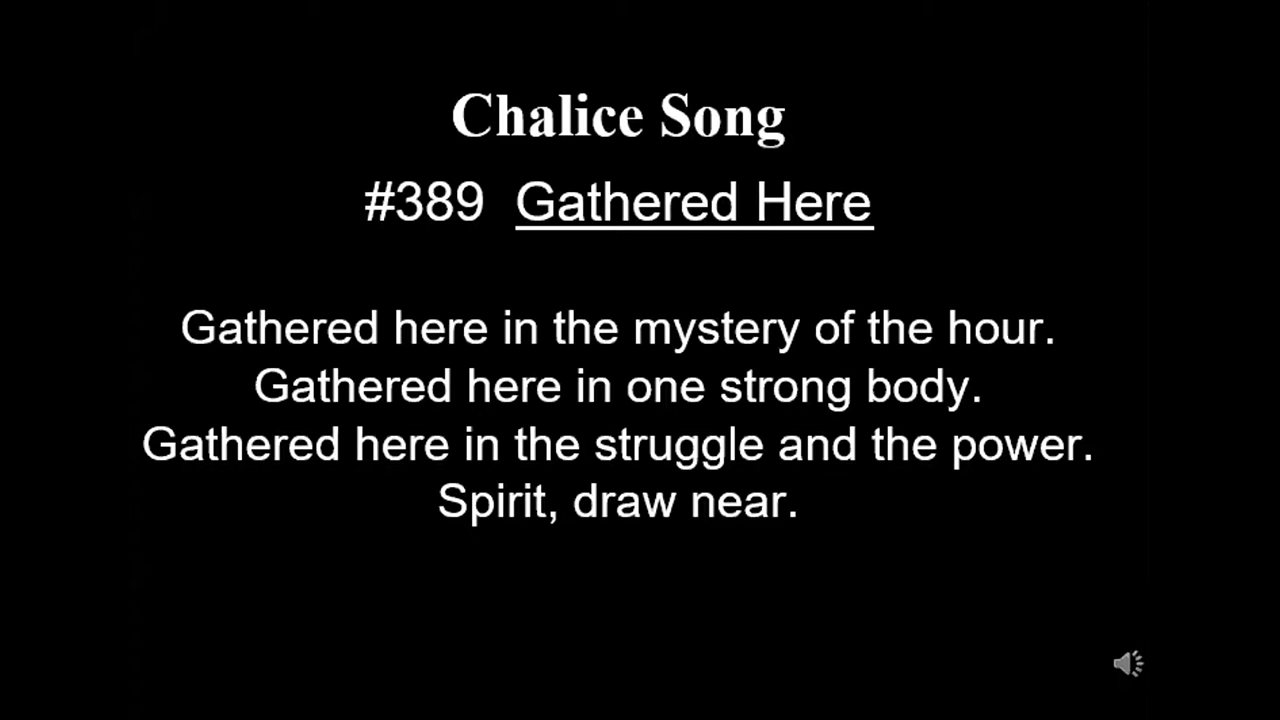 Chalice Song
#389 Gathered Here
Gathered here in the mystery of the hour.
Gathered here in one strong body.
Gathered here in the struggle and the power.
Spirit, draw near.